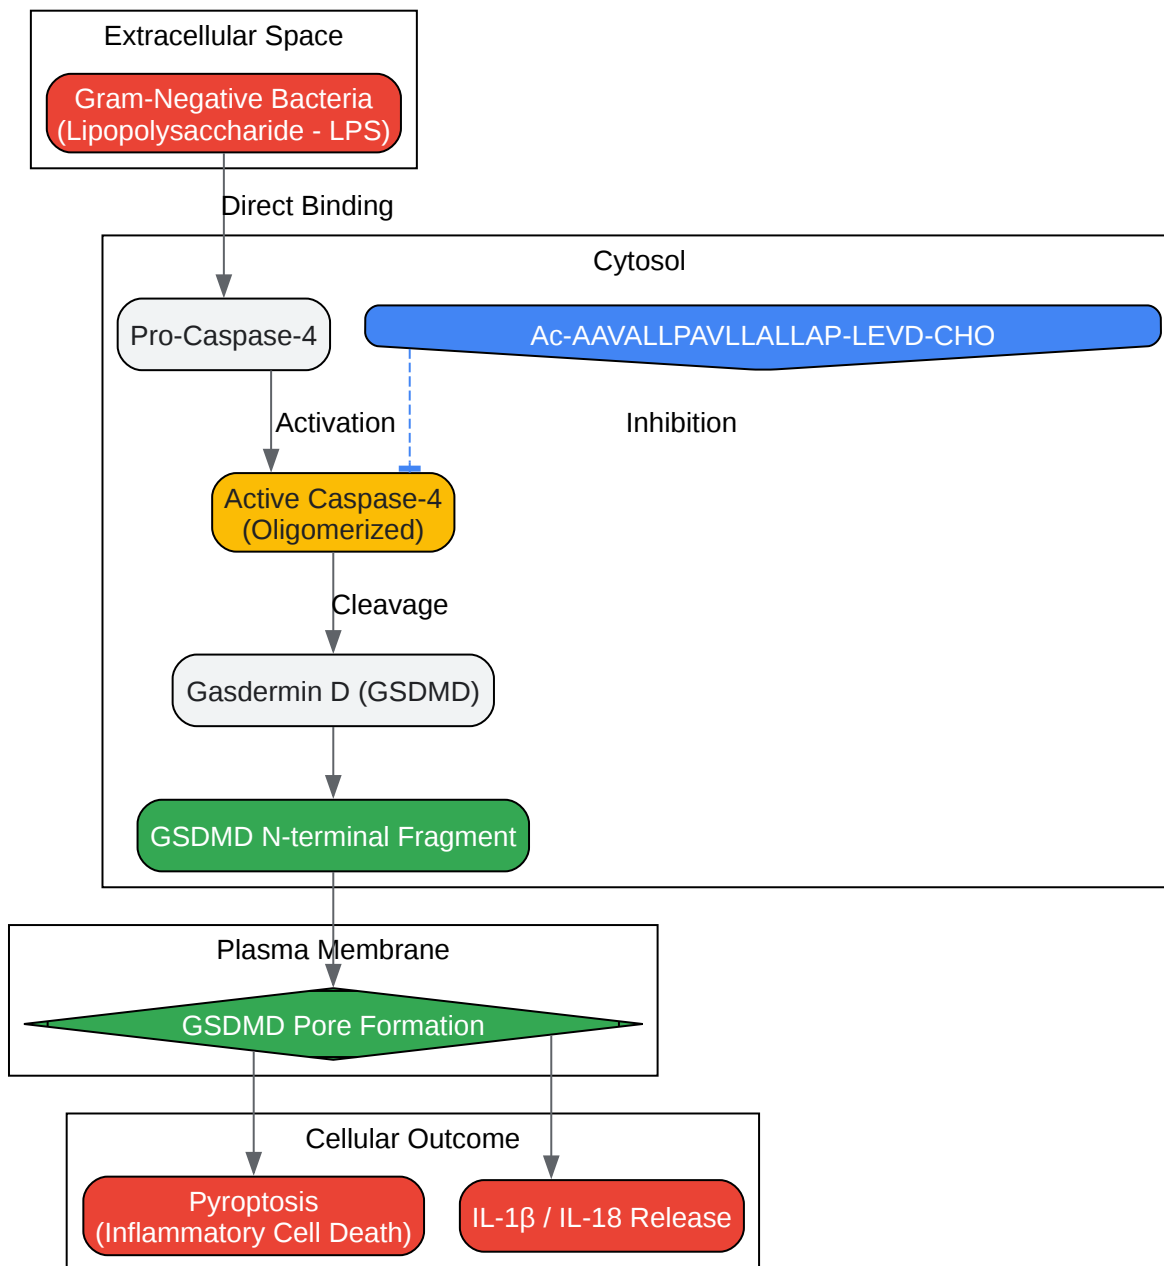 Extracellular Space
Gram-Negative Bacteria
(Lipopolysaccharide - LPS)
Direct Binding
Cytosol
Pro-Caspase-4
Ac-AAVALLPAVLLALLAP-LEVD-CHO
Activation
Inhibition
Active Caspase-4
(Oligomerized)
Cleavage
Gasdermin D (GSDMD)
GSDMD N-terminal Fragment
Plasma Membrane
GSDMD Pore Formation
Cellular Outcome
Pyroptosis
(Inflammatory Cell Death)
IL-1β / IL-18 Release